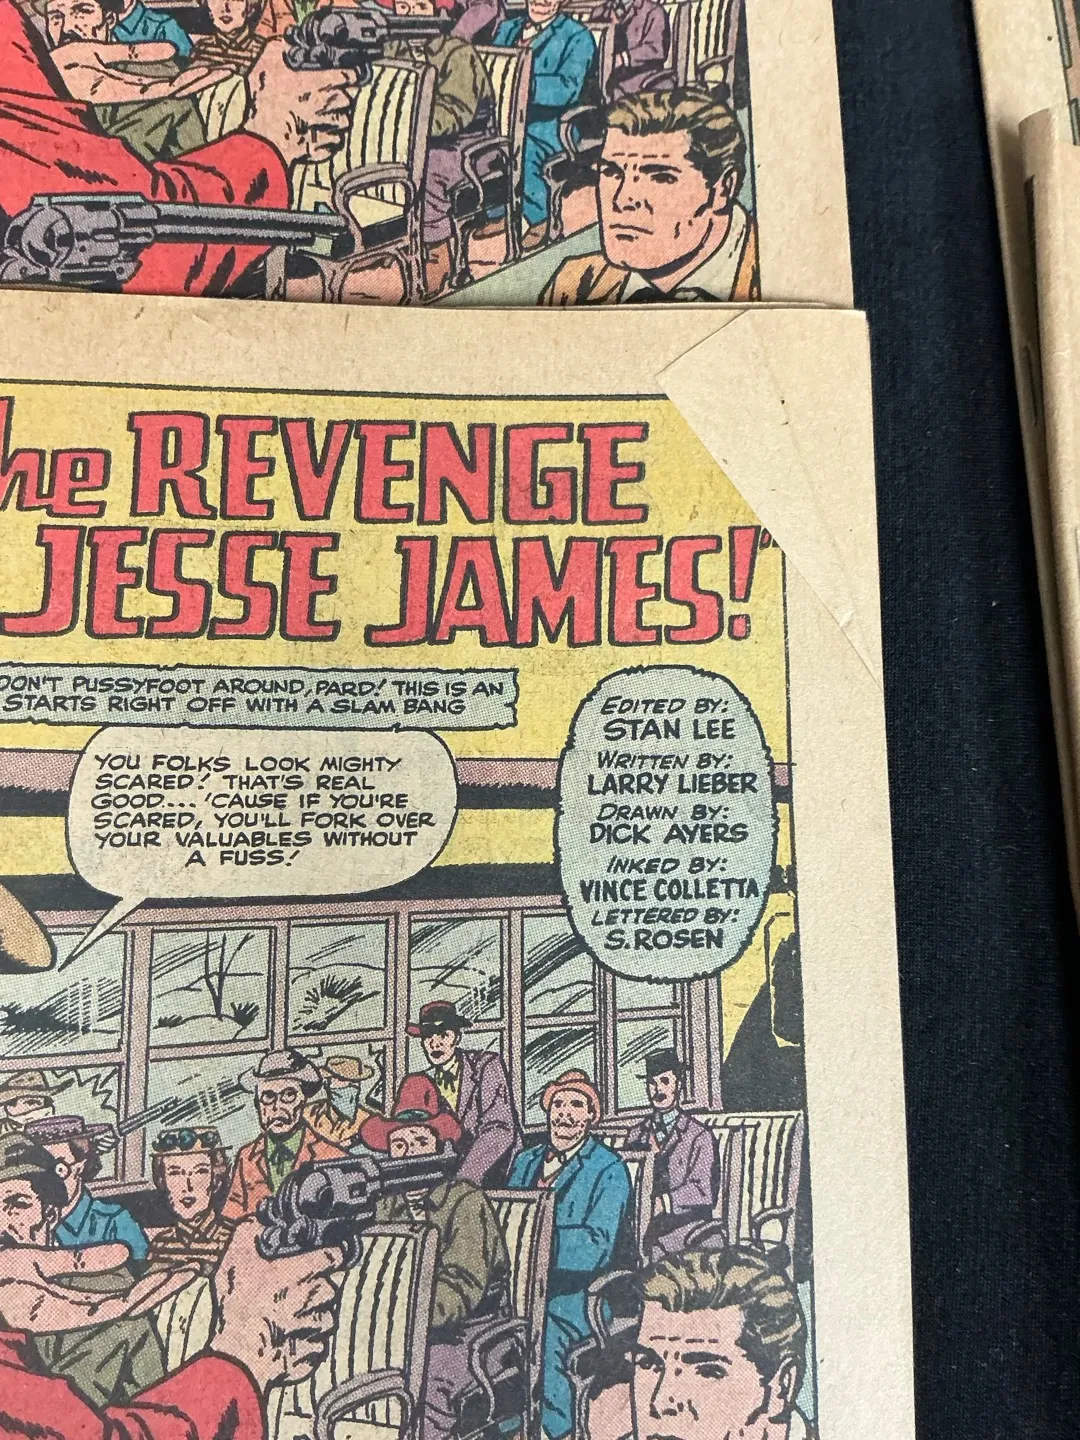 The REVENGE
JESSE JAMES!"
DON'T PUSSYFOOT AROUND, PARD! THIS IS AN
STARTS RIGHT OFF WITH A SLAM BANG
YOU FOLKS LOOK MIGHTY
SCARED! THAT'S REAL
GOOD.... 'CAUSE IF YOU'RE
SCARED, YOU'LL FORK OVER
YOUR VALUABLES WITHOUT
A FUSS!
EDITED BY:
STAN LEE
WRITTEN BY:
LARRY LIEBER
DRAWN BY:
DICK AYERS
INKED BY:
VINCE COLLETTA
LETTERED BY:
S. ROSEN